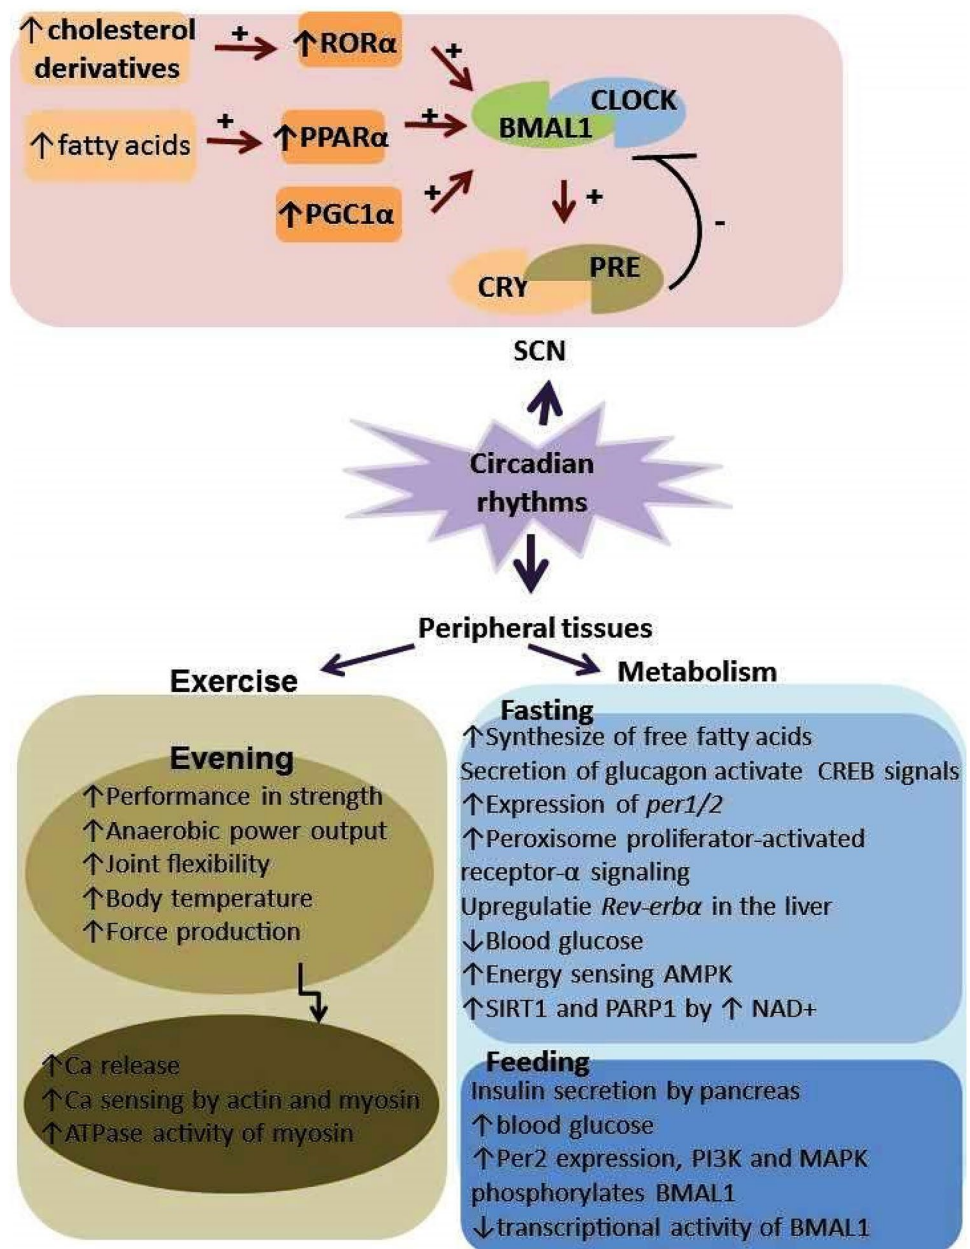 ↑cholesterol
derivatives
+
↑RORα
+
↑fatty acids
+
↑PPARα
+
↑PGC1α
+
BMAL1
CLOCK
+
-
CRY
PRE
SCN
Circadian
rhythms
Peripheral tissues
Exercise
Evening
↑Performance in strength
↑Anaerobic power output
↑Joint flexibility
↑Body temperature
↑Force production
↑Ca release
↑Ca sensing by actin and myosin
↑ATPase activity of myosin
Metabolism
Fasting
↑Synthesize of free fatty acids
Secretion of glucagon activate CREB signals
↑Expression of per1/2
↑Peroxisome proliferator-activated
receptor-α signaling
Upregulatie Rev-erbα in the liver
↓Blood glucose
↑Energy sensing AMPK
↑SIRT1 and PARP1 by ↑ NAD+
Feeding
Insulin secretion by pancreas
↑blood glucose
↑Per2 expression, PI3K and MAPK
phosphorylates BMAL1
↓transcriptional activity of BMAL1